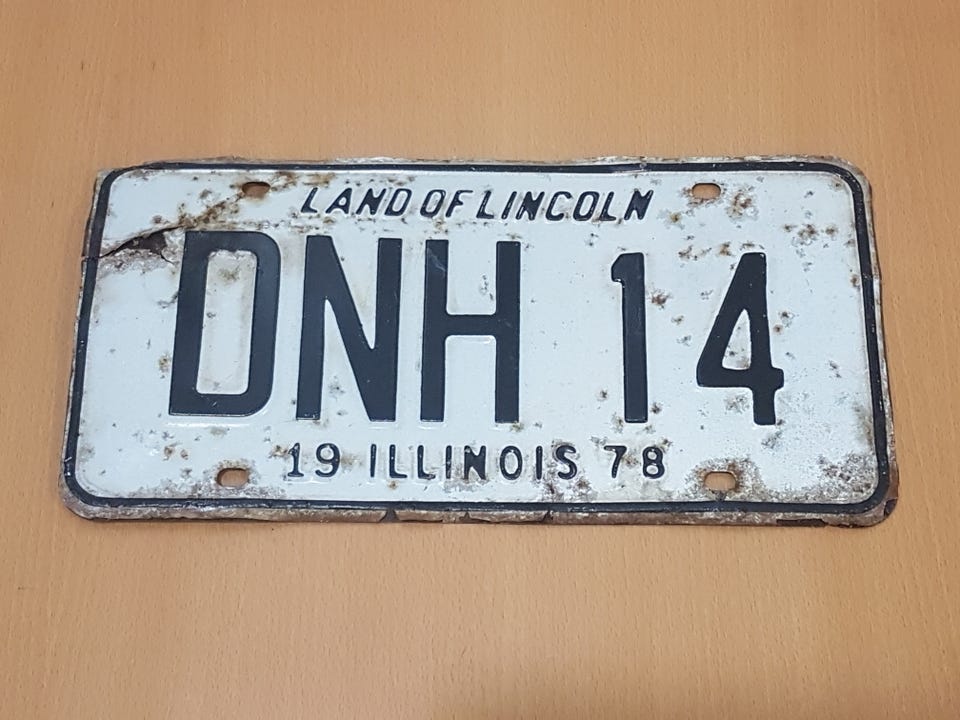 LAND OF LINCOLN
DNH 14
19 ILLINOIS 78